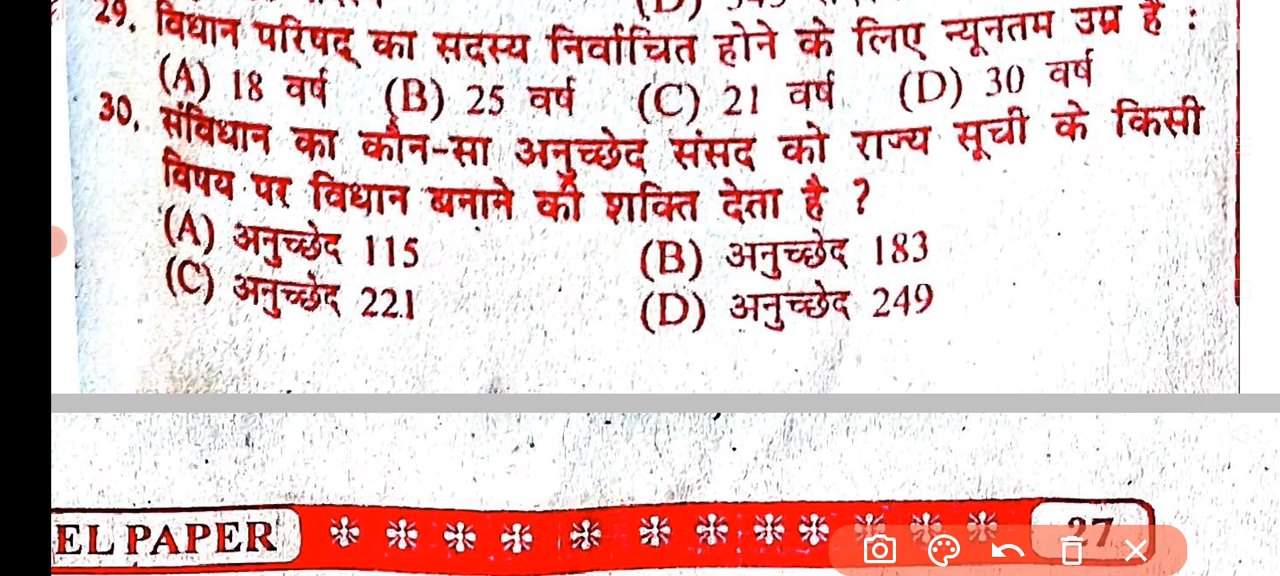 29. विधान परिषद् का सदस्य निर्वाचित होने के लिए न्यूनतम उम्र है :
(A) 18 वर्ष (B) 25 वर्ष (C) 21 वर्ष (D) 30 वर्ष
30. संविधान का कौन-सा अनुच्छेद संसद को राज्य सूची के किसी
विषय पर विधान बनाने की शक्ति देता है ?
(A) अनुच्छेद 115 (B) अनुच्छेद 183
(C) अनुच्छेद 221 (D) अनुच्छेद 249
EL PAPER 27